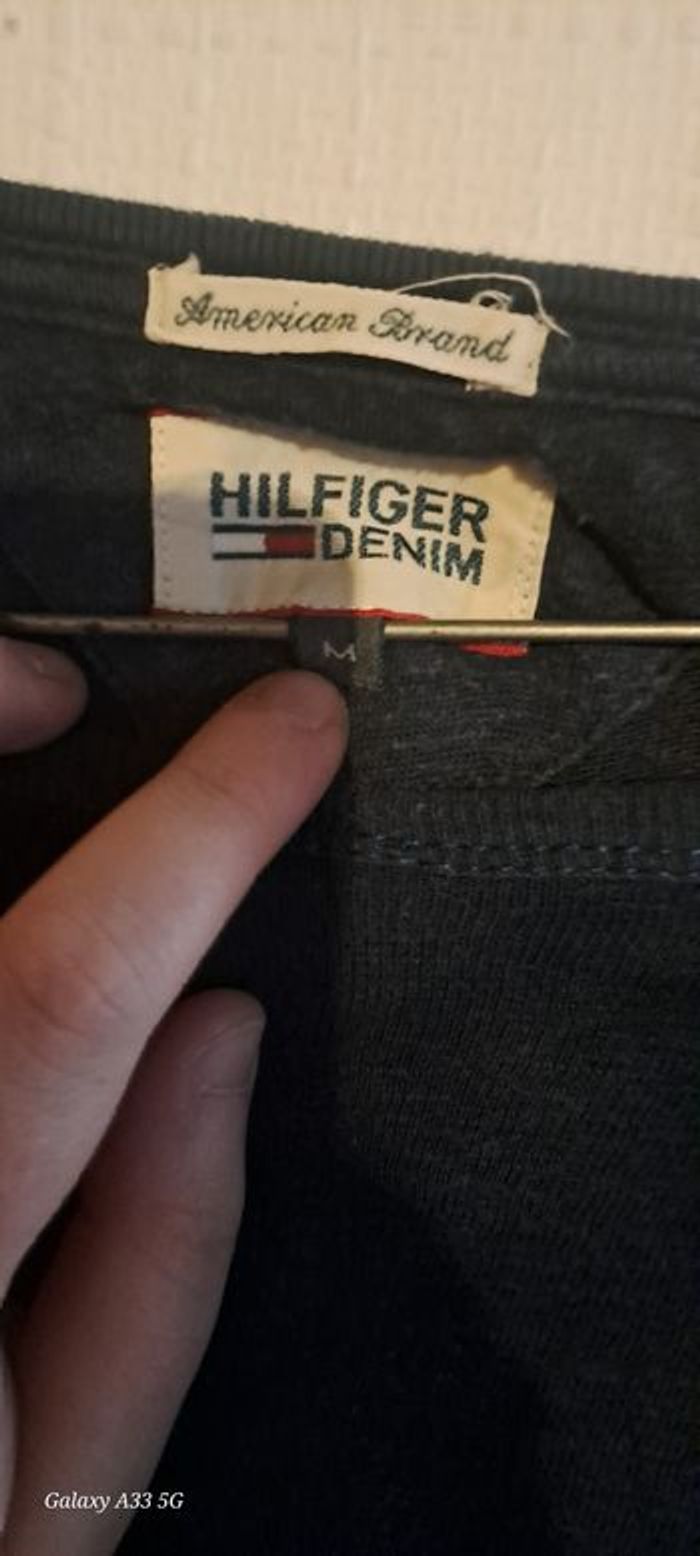 American Brand
HILFIGER
DENIM
M
Galaxy A33 5G